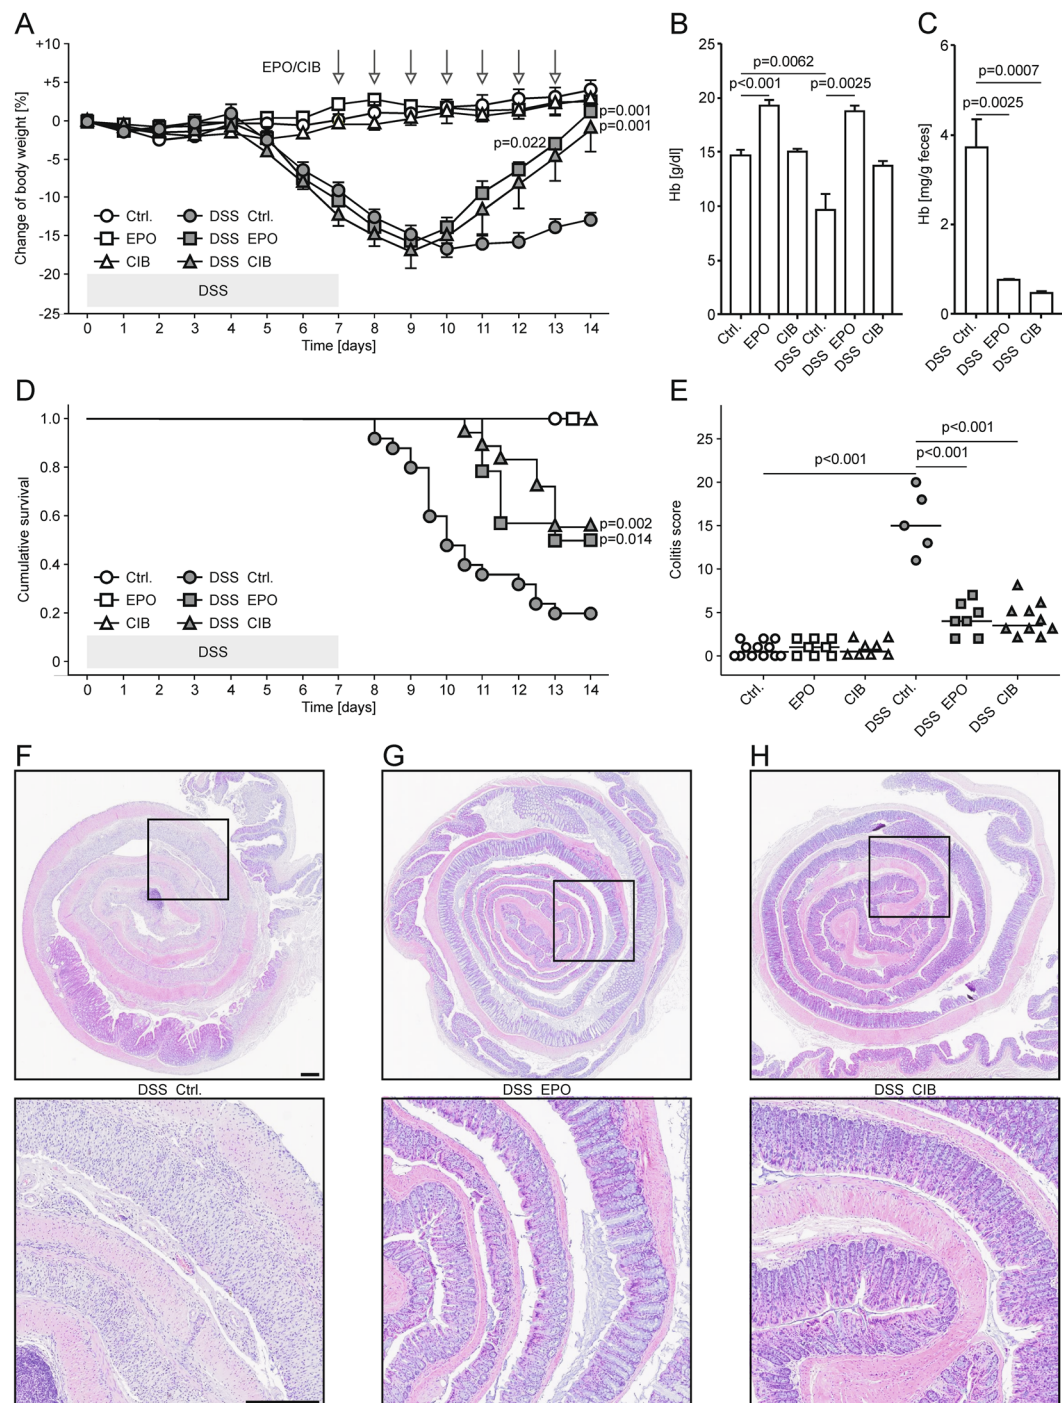 A
Change of body weight [%]
+10
+5
0
-5
-10
-15
-20
-25
EPO/CIB
p=0.001
p=0.001
p=0.022
Ctrl.
DSS Ctrl.
EPO
DSS EPO
CIB
DSS CIB
DSS
0 1 2 3 4 5 6 7 8 9 10 11 12 13 14
Time [days]
B
Hb [g/dl]
25
20
15
10
5
0
p=0.0062
p<0.001
p=0.0025
Ctrl.
EPO
CIB
DSS Ctrl.
DSS EPO
DSS CIB
C
Hb [mg/g feces]
6
4
2
0
p=0.0007
p=0.0025
DSS Ctrl.
DSS EPO
DSS CIB
D
Cumulative survival
1.0
0.8
0.6
0.4
0.2
0
p=0.002
p=0.014
Ctrl.
DSS Ctrl.
EPO
DSS EPO
CIB
DSS CIB
DSS
0 1 2 3 4 5 6 7 8 9 10 11 12 13 14
Time [days]
E
Colitis score
25
20
15
10
5
0
p<0.001
p<0.001
p<0.001
Ctrl.
EPO
CIB
DSS Ctrl.
DSS EPO
DSS CIB
F
G
H
DSS Ctrl.
DSS EPO
DSS CIB